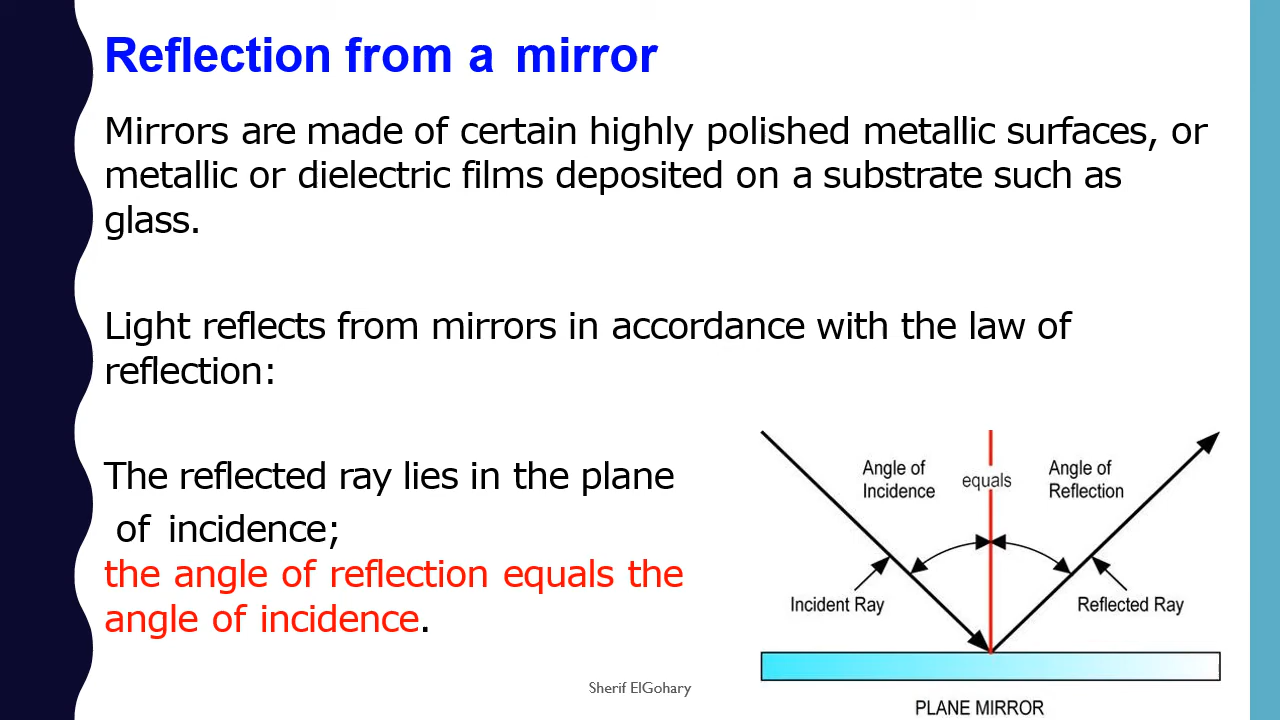 Reflection from a mirror
Mirrors are made of certain highly polished metallic surfaces, or
metallic or dielectric films deposited on a substrate such as
glass.
Light reflects from mirrors in accordance with the law of
reflection:
The reflected ray lies in the plane
of incidence;
the angle of reflection equals the
angle of incidence.
Angle of
Incidence
equals
Angle of
Reflection
Incident Ray
Reflected Ray
PLANE MIRROR
Sherif ElGohary